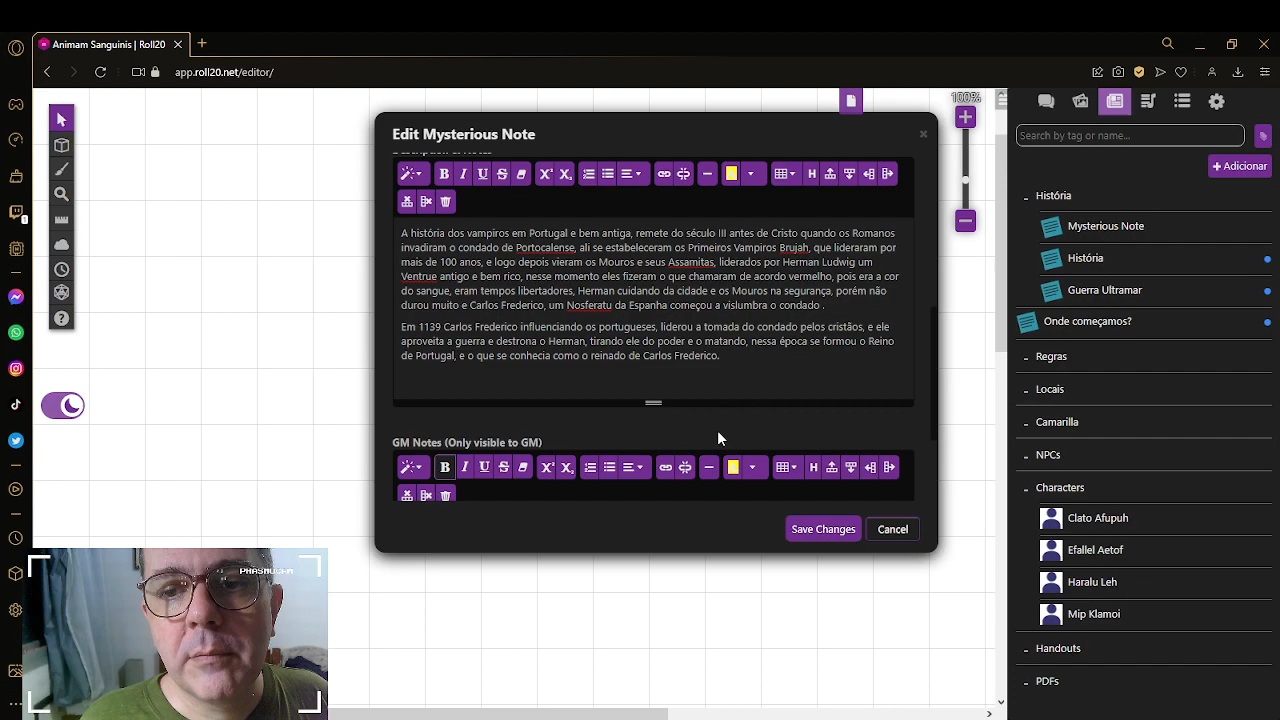 Animam Sanguinis | Roll20
app.roll20.net/editor/
100%
Edit Mysterious Note
A história dos vampiros em Portugal e bem antiga, remete do século III antes de Cristo quando os Romanos
invadiram o condado de Portocalense, ali se estabeleceram os Primeiros Vampiros Brujah, que lideraram por
mais de 100 anos, e logo depois vieram os Mouros e seus Assamitas, liderados por Herman Ludwig um
Ventrue antigo e bem rico, nesse momento eles fizeram o que chamaram de acordo vermelho, pois era a cor
do sangue, eram tempos libertadores, Herman cuidando da cidade e os Mouros na segurança, porém não
durou muito e Carlos Frederico, um Nosferatu da Espanha começou a vislumbra o condado .
Em 1139 Carlos Frederico influenciando os portugueses, liderou a tomada do condado pelos cristãos, e ele
aproveita a guerra e destrona o Herman, tirando ele do poder e o matando, nessa época se formou o Reino
de Portugal, e o que se conhecia como o reinado de Carlos Frederico.
GM Notes (Only visible to GM)
Save Changes
Cancel
Search by tag or name...
+ Adicionar
História
Mysterious Note
História
Guerra Ultramar
Onde começamos?
Regras
Locais
Camarilla
NPCs
Characters
Clato Afupuh
Efallel Aetof
Haralu Leh
Mip Klamoi
Handouts
PDFs
PHASMUCAM